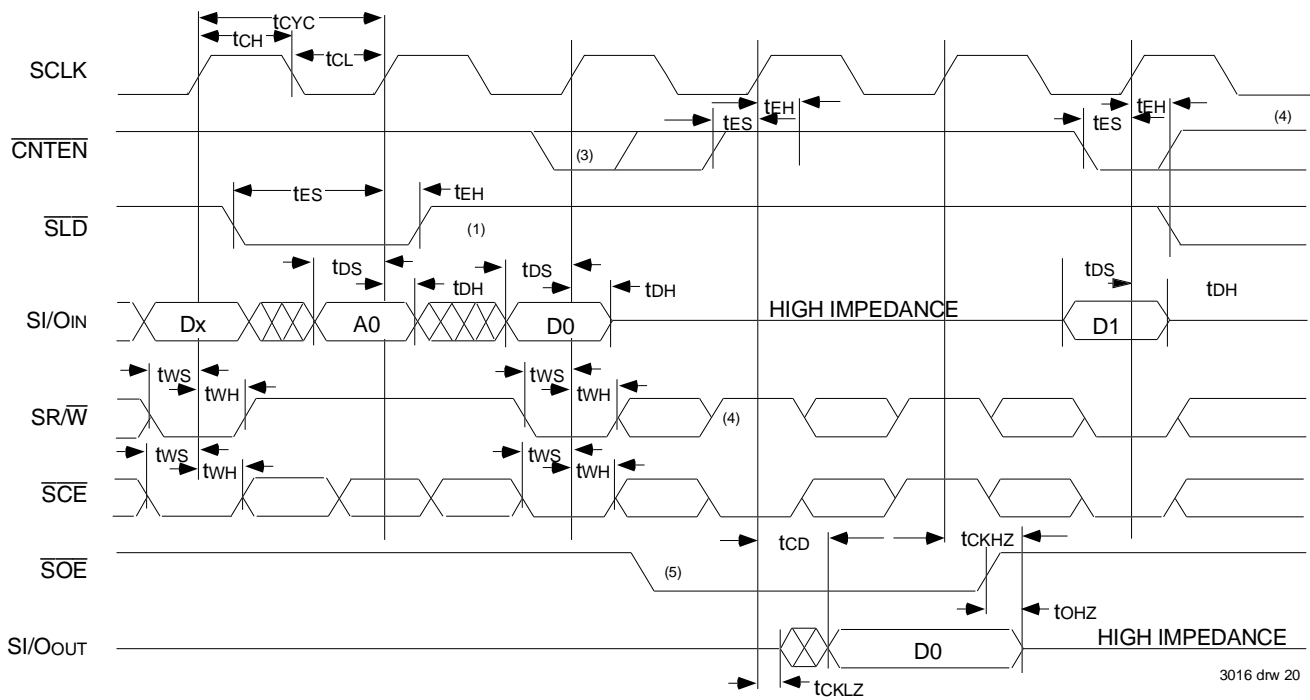 tCYC
tCH
tCL
SCLK
tEH
tES
tEH
tES
(4)
CNTEN
(3)
tES
tEH
SLD
(1)
tDS
tDH
tDS
tDH
tDS
tDH
SI/OIN
Dx
A0
D0
HIGH IMPEDANCE
D1
tWS
tWH
tWS
tWH
SR/W
(4)
tWS
tWH
tWS
tWH
SCE
tCD
tCKHZ
SOE
(5)
tOHZ
SI/OOUT
D0
HIGH IMPEDANCE
tCKLZ
3016 drw 20